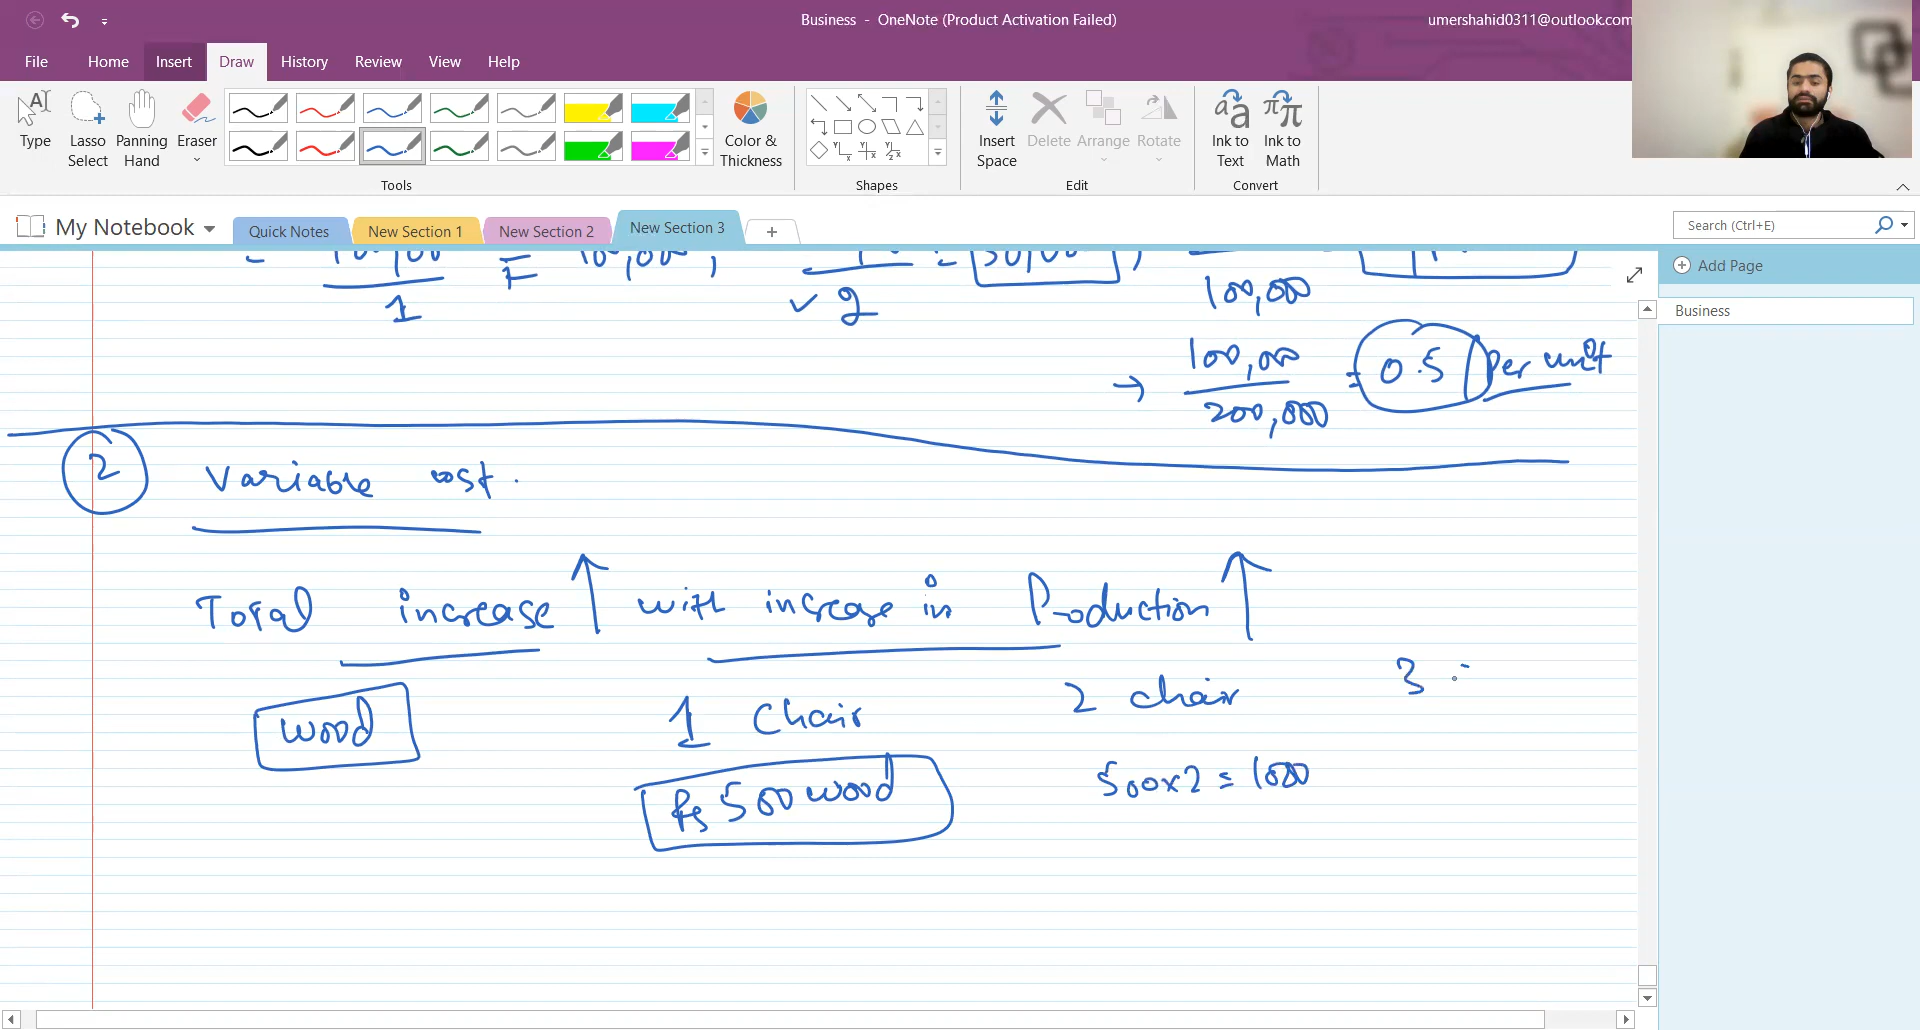 Business - OneNote (Product Activation Failed)
umershahid0311@outlook.com
File Home Insert Draw History Review View Help
Type
Lasso Select
Panning Hand
Eraser
Color & Thickness
Insert Space
Delete
Arrange
Rotate
Ink to Text
Ink to Math
Tools
Shapes
Edit
Convert
My Notebook
Quick Notes
New Section 1
New Section 2
New Section 3
Search (Ctrl+E)
Add Page
Business
1
2
100,000
100,000 / 200,000 = 0.5 Per unit
2 Variable cost.
Total increase ↑ with increase in Production ↑
wood
1 Chair
2 chair
3
Rs 500 wood
500x2 = 1000